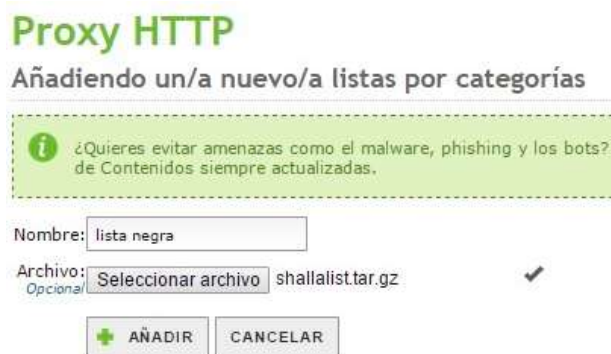 Proxy HTTP
Añadiendo un/a nuevo/a listas por categorías
¿Quieres evitar amenazas como el malware, phishing y los bots?
de Contenidos siempre actualizadas.
Nombre: lista negra
Archivo: Seleccionar archivo shallalist.tar.gz
Opcional
AÑADIR CANCELAR